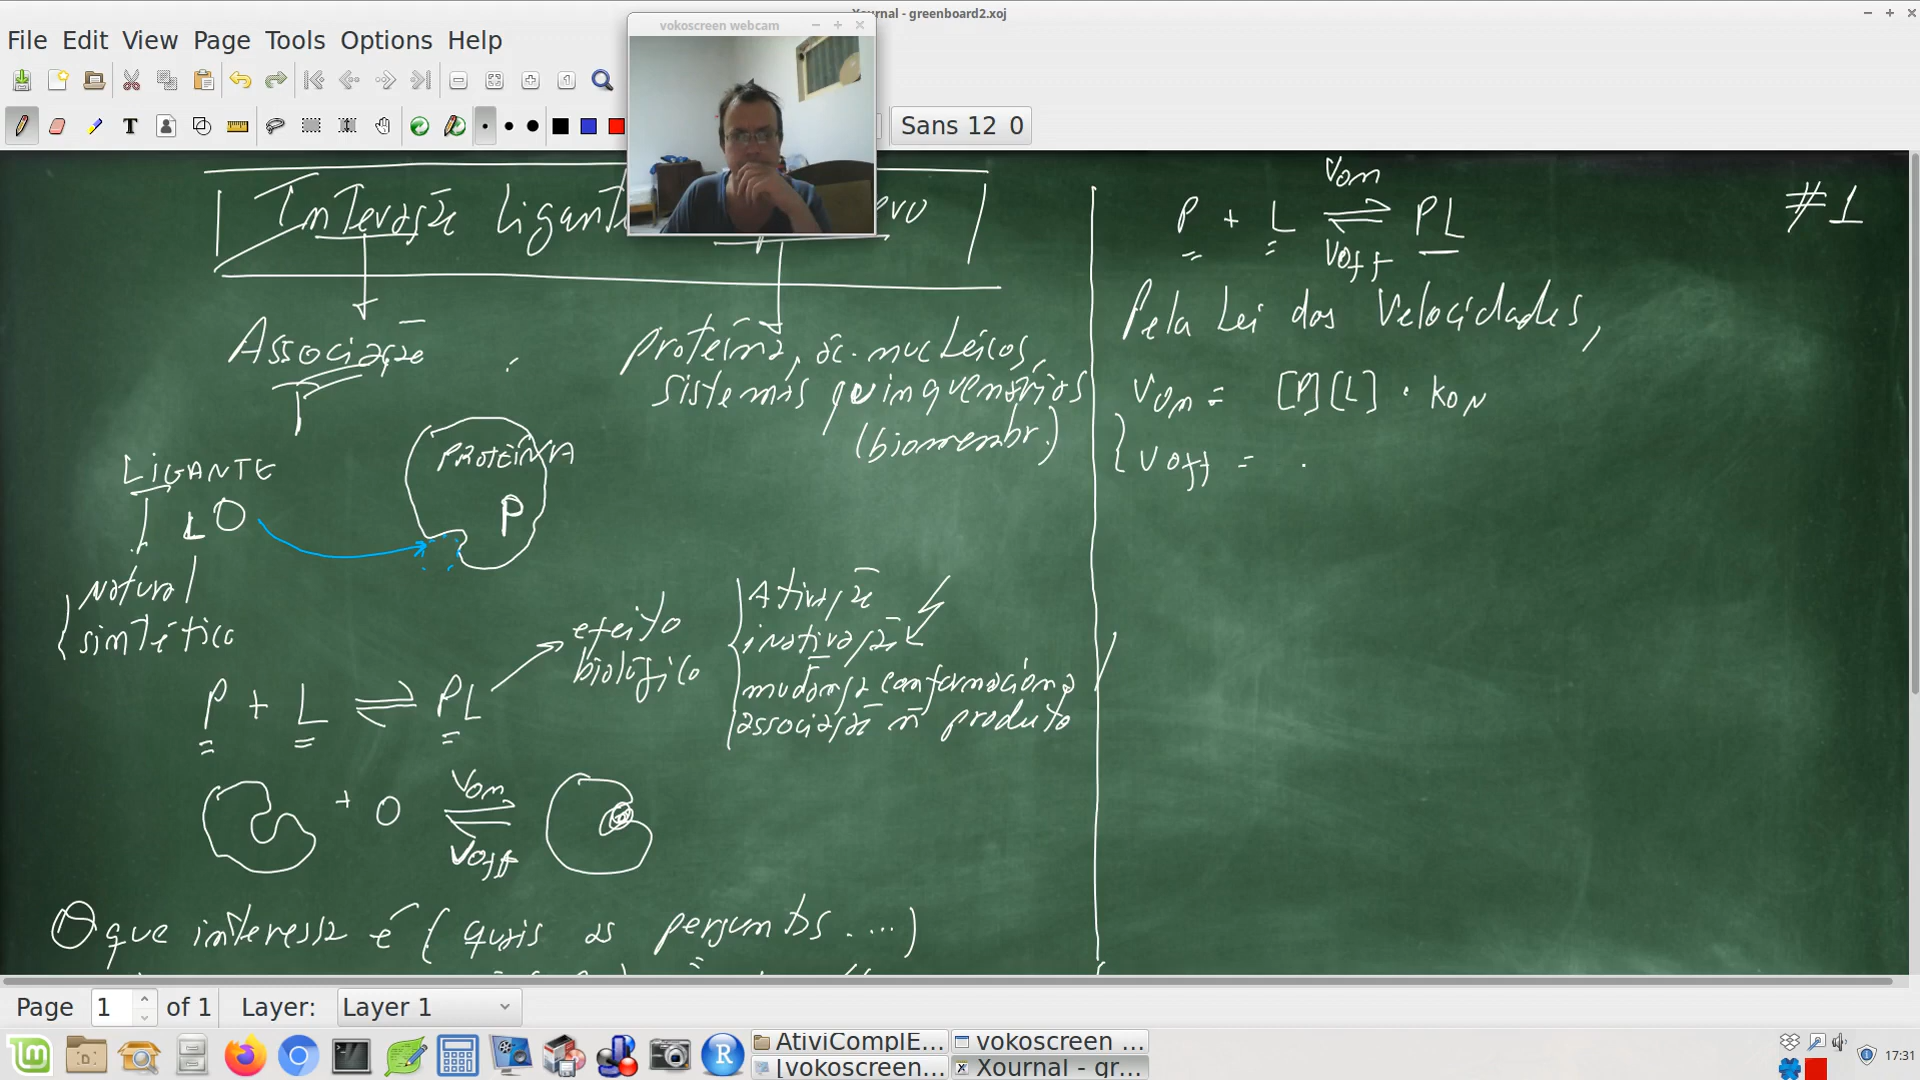 Xournal - greenboard2.xoj
vokoscreen webcam
File Edit View Page Tools Options Help
Sans 12 0
#1
P + L ⇌ PL
Von
Voff
Pela Lei das Velocidades,
Von = [P][L] · kon
Voff = .
Interação Ligante
Associação
proteína, ác. nucleicos,
sistemas quinquenários
(biomembr.)
LIGANTE
L
PROTEÍNA
P
Natural
sintético
efeito
biológico
Ativação
inativação
mudança conformacional
associação n produto
P + L ⇌ PL
+
Von
Voff
O que interessa é (quais as perguntas....)
Page 1 of 1 Layer: Layer 1
AtiviComplE... vokoscreen ...
[vokoscreen... Xournal - gr...
17:31